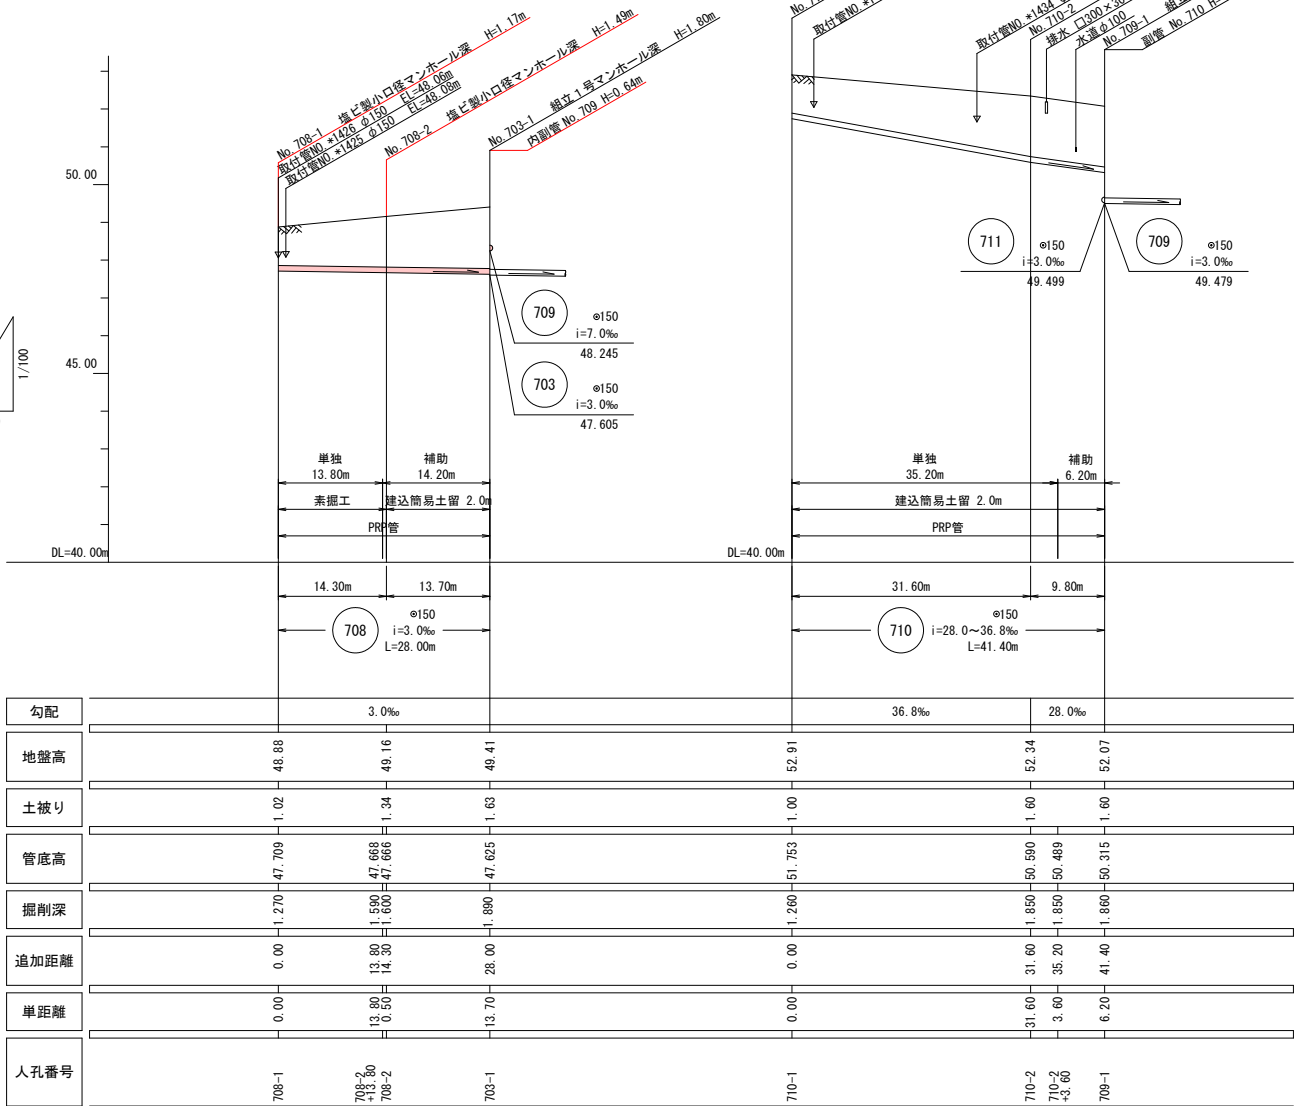 No.708-1 塩ビ製小口径マンホール深 H=1.17m
取付管NO.*1426 φ150 EL=48.06m
取付管NO.*1425 φ150 EL=48.08m
No.708-2 塩ビ製小口径マンホール深 H=1.49m
No.703-1 組立1号マンホール深 H=1.80m
内副管 No.709 H=0.64m
取付管NO.
取付管NO.*1434
No.710-2
排水 口300×30
水道φ100
No.709-1
副管 No.710
50.00
45.00
1/100
709 ⊙150
i=7.0‰
48.245
703 ⊙150
i=3.0‰
47.605
711 ⊙150
i=3.0‰
49.499
709 ⊙150
i=3.0‰
49.479
単独 補助
13.80m 14.20m
素掘工 建込簡易土留 2.0m
PRP管
DL=40.00m
単独 補助
35.20m 6.20m
建込簡易土留 2.0m
PRP管
DL=40.00m
14.30m 13.70m
708 ⊙150
i=3.0‰
L=28.00m
31.60m 9.80m
710 ⊙150
i=28.0～36.8‰
L=41.40m
勾配 3.0‰ 36.8‰ 28.0‰
地盤高 48.88 49.16 49.41 52.91 52.34 52.07
土被り 1.02 1.34 1.63 1.00 1.60 1.60
管底高 47.709 47.668 47.666 47.625 51.753 50.590 50.489 50.315
掘削深 1.270 1.590 1.600 1.890 1.260 1.850 1.850 1.860
追加距離 0.00 13.80 14.30 28.00 0.00 31.60 35.20 41.40
単距離 0.00 13.80 0.50 13.70 0.00 31.60 3.60 6.20
人孔番号 708-1 708-2 +13.80 708-2 703-1 710-1 710-2 710-2 +3.60 709-1